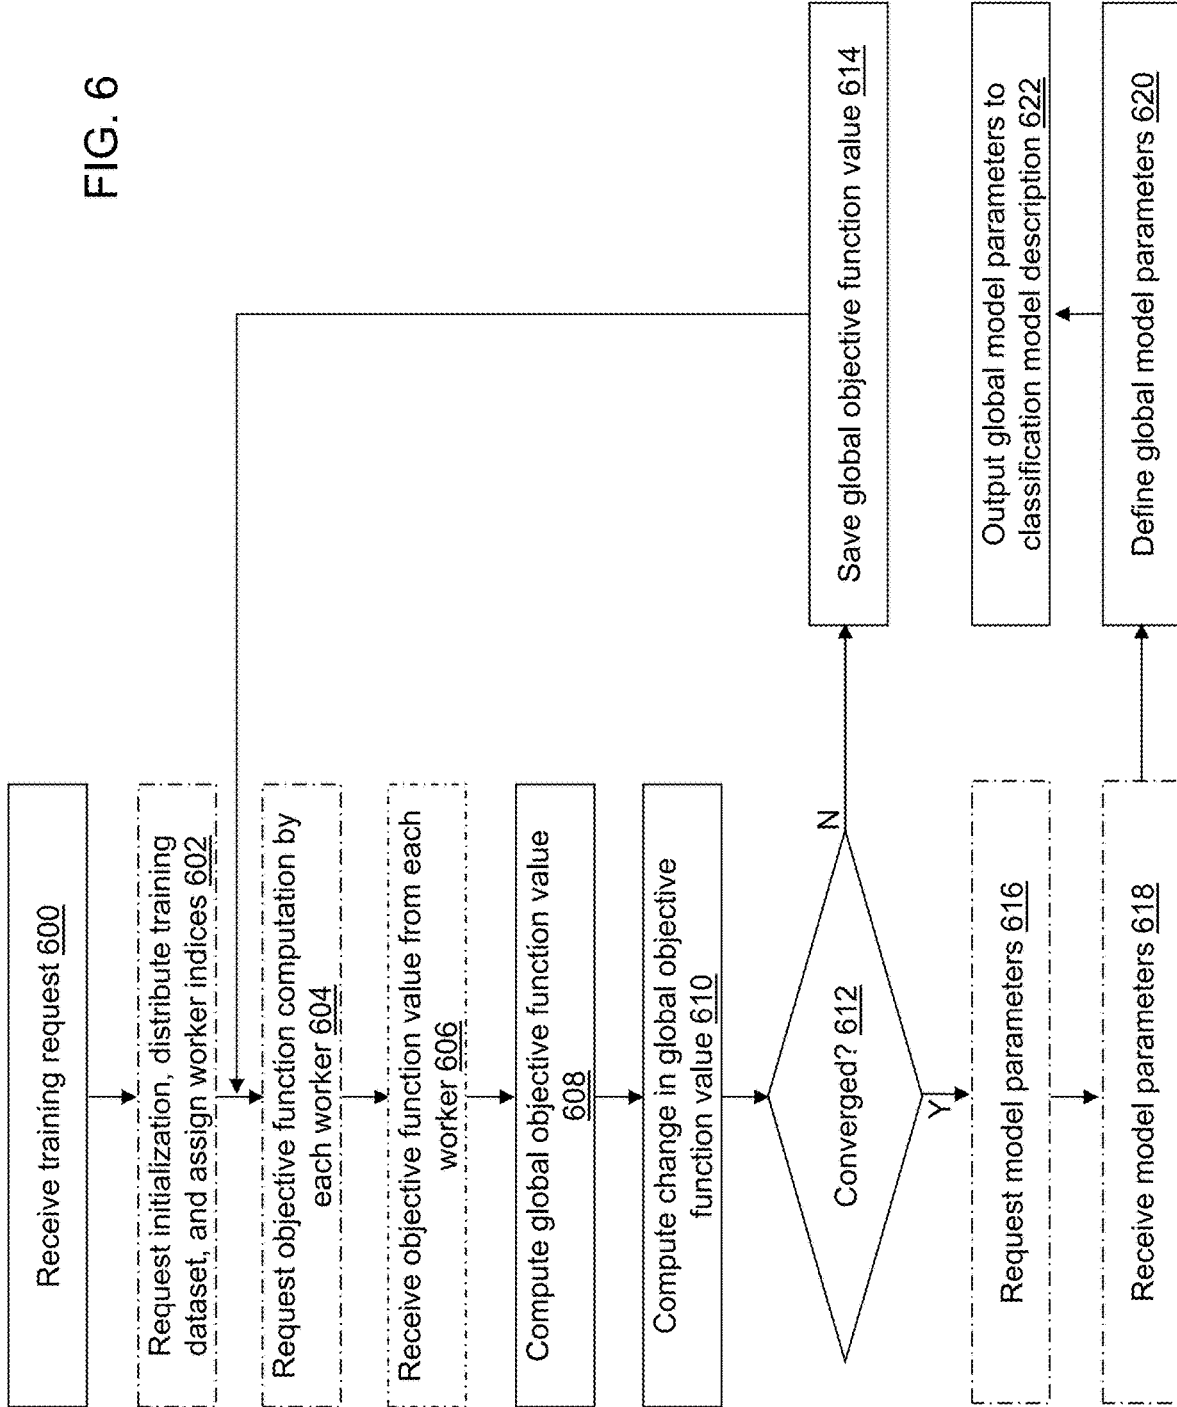 FIG. 6
Receive training request 600
Request initialization, distribute training
dataset, and assign worker indices 602
Request objective function computation by
each worker 604
Receive objective function value from each
worker 606
Compute global objective function value
608
Compute change in global objective
function value 610
Converged? 612
N
Y
Save global objective function value 614
Request model parameters 616
Receive model parameters 618
Define global model parameters 620
Output global model parameters to
classification model description 622